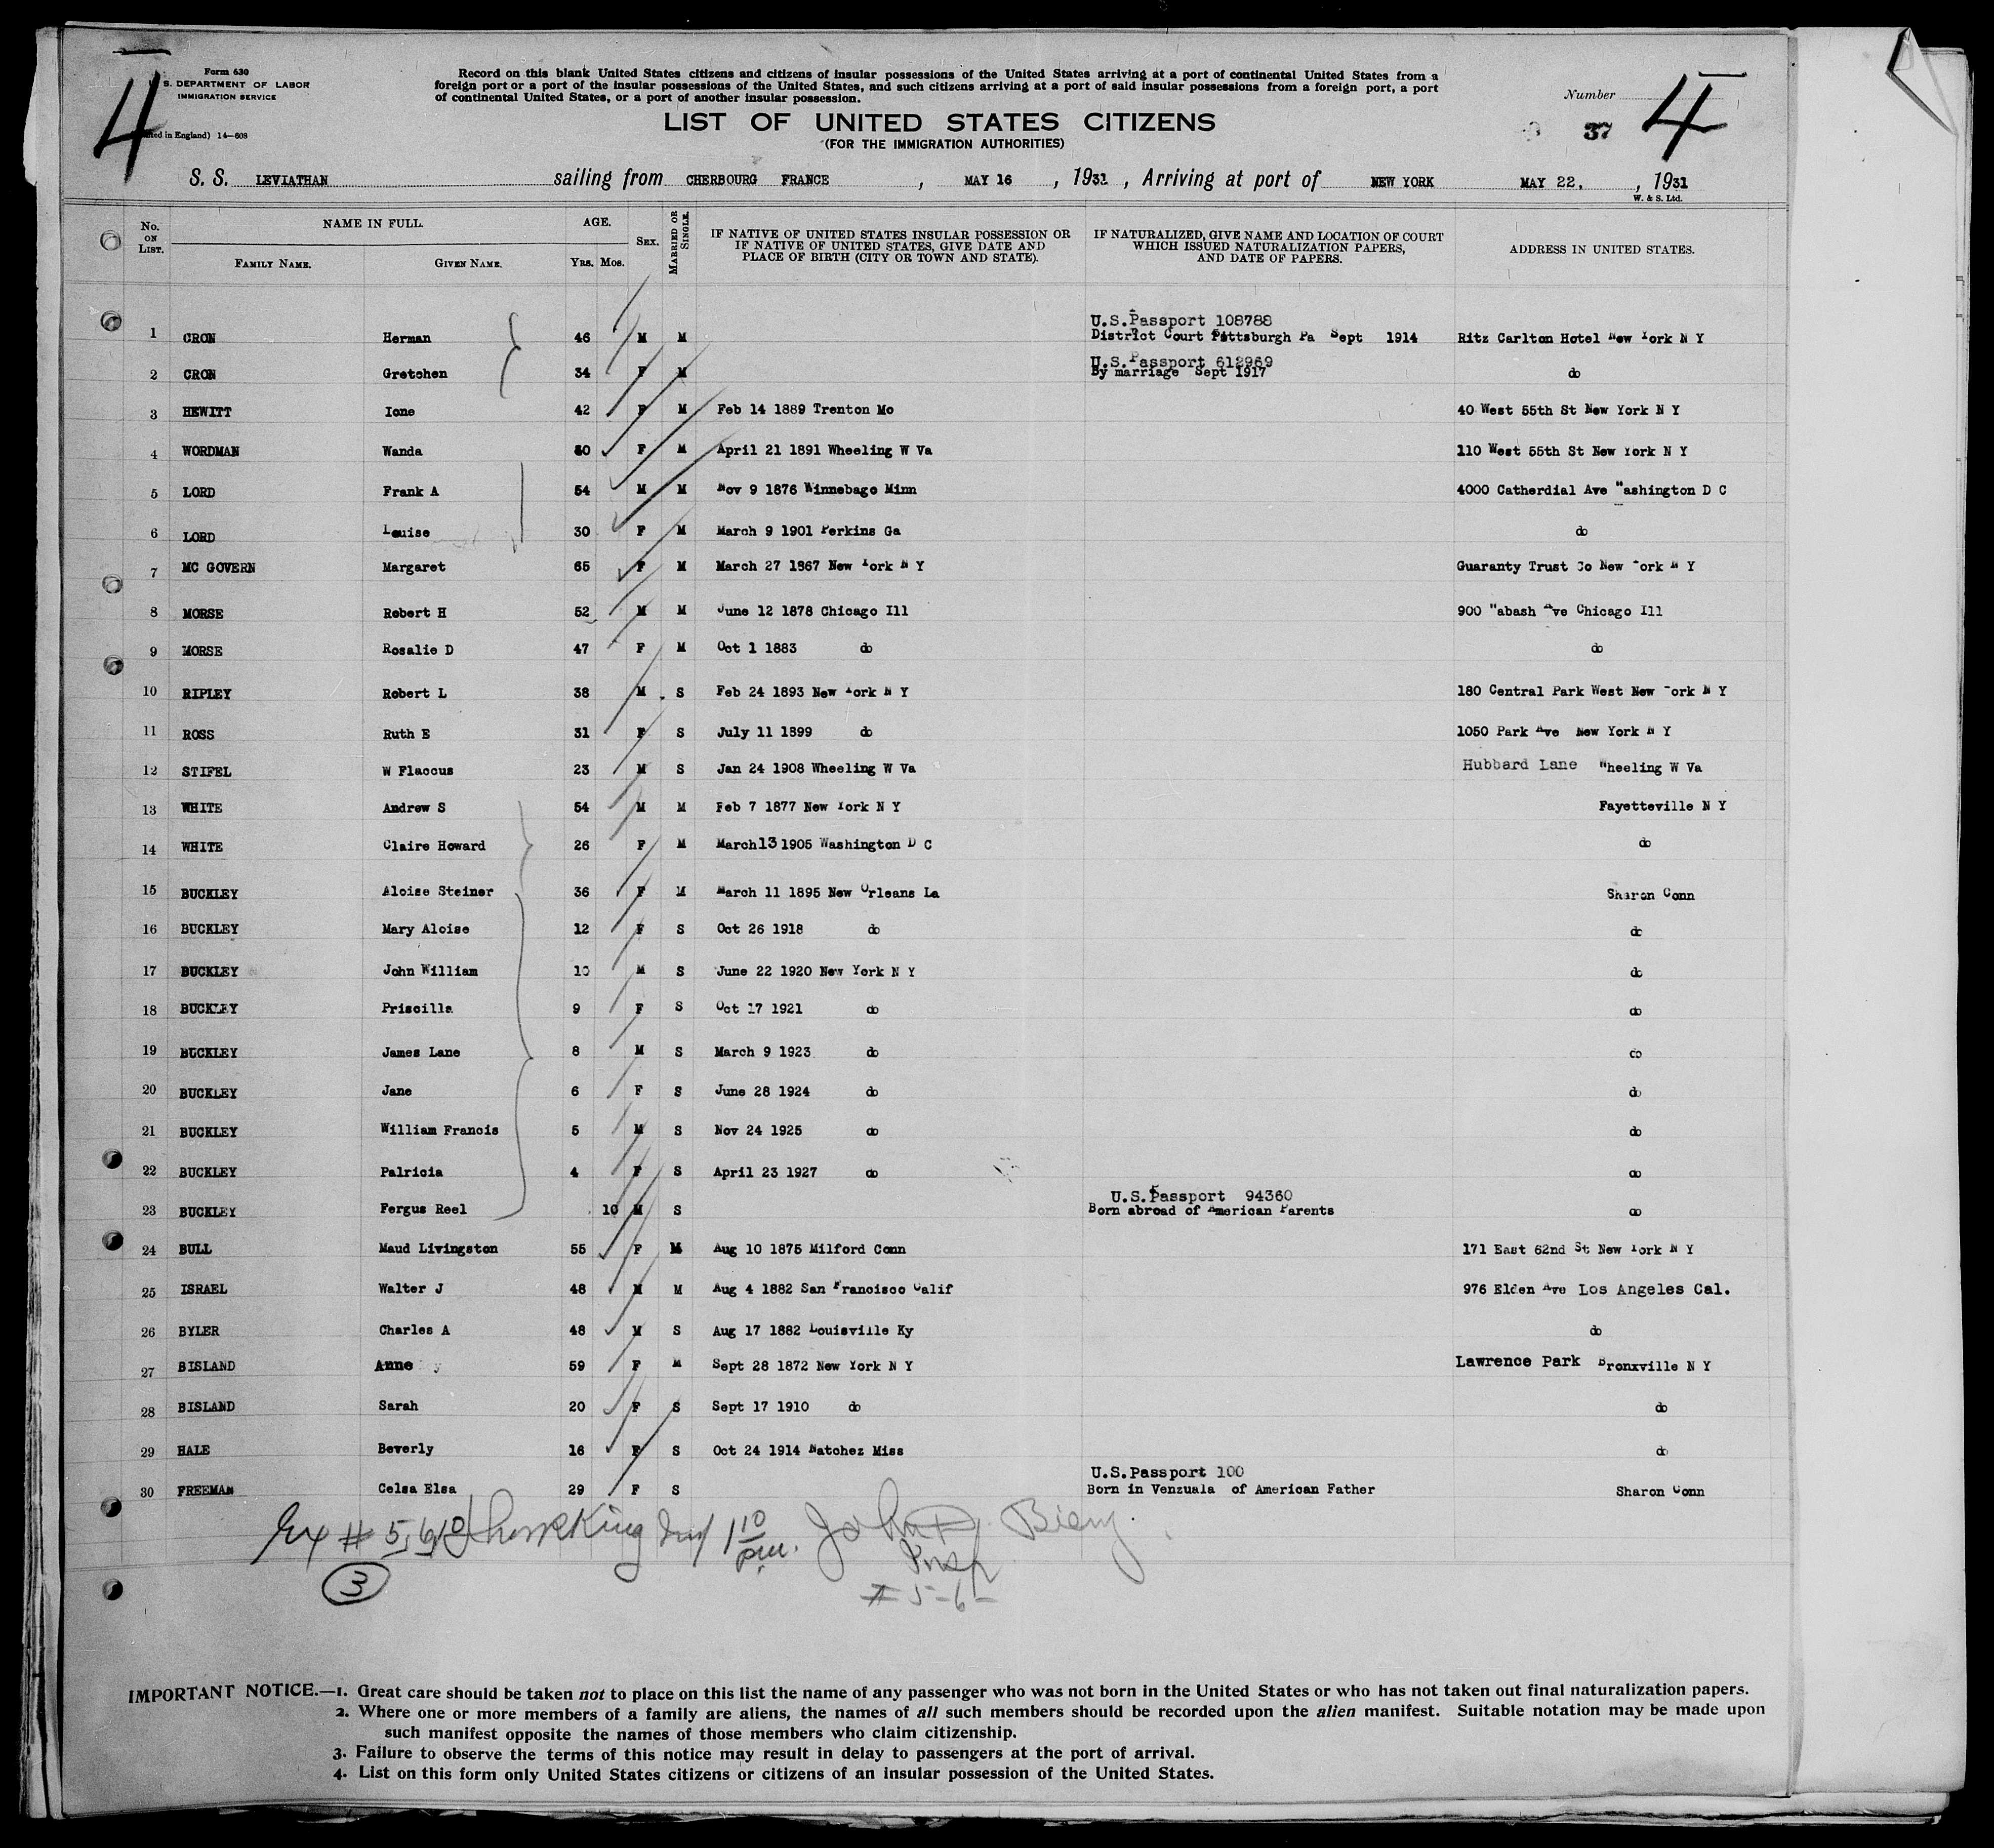 4
Form 630
S. DEPARTMENT OF LABOR
IMMIGRATION SERVICE
ted in England) 14—608
Record on this blank United States citizens and citizens of insular possessions of the United States arriving at a port of continental United States from a
foreign port or a port of the insular possessions of the United States, and such citizens arriving at a port of said insular possessions from a foreign port, a port
of continental United States, or a port of another insular possession.
LIST OF UNITED STATES CITIZENS
(FOR THE IMMIGRATION AUTHORITIES)
Number
37
4
S. S. LEVIATHAN sailing from CHERBOURG FRANCE , MAY 16 , 1931 , Arriving at port of NEW YORK MAY 22. , 1931
W. & S. Ltd.
No. ON LIST. NAME IN FULL. AGE. SEX. MARRIED OR SINGLE. IF NATIVE OF UNITED STATES INSULAR POSSESSION OR IF NATIVE OF UNITED STATES, GIVE DATE AND PLACE OF BIRTH (CITY OR TOWN AND STATE). IF NATURALIZED, GIVE NAME AND LOCATION OF COURT WHICH ISSUED NATURALIZATION PAPERS, AND DATE OF PAPERS. ADDRESS IN UNITED STATES.
FAMILY NAME. GIVEN NAME. YRS. MOS.
U.S.Passport 108788
1 CRON Herman 46 M M District Court Pittsburgh Pa Sept 1914 Ritz Carlton Hotel New York N Y
U.S.Passport 612969
2 CRON Gretchen 34 F M By marriage Sept 1917 do
3 HEWITT Ione 42 F M Feb 14 1889 Trenton Mo 40 West 55th St New York N Y
4 WORDMAN Wanda 50 F M April 21 1891 Wheeling W Va 110 West 55th St New York N Y
5 LORD Frank A 54 M M Nov 9 1876 Winnebago Minn 4000 Catherdial Ave Washington D C
6 LORD Louise 30 F M March 9 1901 Perkins Ga do
7 MC GOVERN Margaret 65 F M March 27 1867 New York N Y Guaranty Trust Co New York N Y
8 MORSE Robert H 52 M M June 12 1878 Chicago Ill 900 Wabash Ave Chicago Ill
9 MORSE Rosalie D 47 F M Oct 1 1883 do do
10 RIPLEY Robert L 38 M S Feb 24 1893 New York N Y 180 Central Park West New York N Y
11 ROSS Ruth E 31 F S July 11 1899 do 1050 Park Ave New York N Y
12 STIFEL W Flaccus 23 M S Jan 24 1908 Wheeling W Va Hubbard Lane Wheeling W Va
13 WHITE Andrew S 54 M M Feb 7 1877 New York N Y Fayetteville N Y
14 WHITE Claire Howard 26 F M March13 1905 Washington D C do
15 BUCKLEY Aloise Steiner 36 F M March 11 1895 New Orleans La Sharon Conn
16 BUCKLEY Mary Aloise 12 F S Oct 26 1918 do do
17 BUCKLEY John William 10 M S June 22 1920 New York N Y do
18 BUCKLEY Priscilla 9 F S Oct 17 1921 do do
19 BUCKLEY James Lane 8 M S March 9 1923 do do
20 BUCKLEY Jane 6 F S June 28 1924 do do
21 BUCKLEY William Francis 5 M S Nov 24 1925 do do
22 BUCKLEY Palricia 4 F S April 23 1927 do do
U.S.Passport 94360
23 BUCKLEY Fergus Reel 10 M S Born abroad of American Parents do
24 BULL Maud Livingston 55 F M Aug 10 1875 Milford Conn 171 East 62nd St New York N Y
25 ISRAEL Walter J 48 M M Aug 4 1882 San Francisco Calif 976 Elden Ave Los Angeles Cal.
26 BYLER Charles A 48 M S Aug 17 1882 Louisville Ky do
27 BISLAND Anne 59 F M Sept 28 1872 New York N Y Lawrence Park Bronxville N Y
28 BISLAND Sarah 20 F S Sept 17 1910 do do
29 HALE Beverly 16 F S Oct 24 1914 Natchez Miss do
U.S.Passport 100
30 FREEMAN Celsa Elsa 29 F S Born in Venzuala of American Father Sharon Conn
Ex # 5, 6, 10 King 1 10 pm. John
3
# 5-6-
IMPORTANT NOTICE.—1. Great care should be taken not to place on this list the name of any passenger who was not born in the United States or who has not taken out final naturalization papers.
2. Where one or more members of a family are aliens, the names of all such members should be recorded upon the alien manifest. Suitable notation may be made upon
such manifest opposite the names of those members who claim citizenship.
3. Failure to observe the terms of this notice may result in delay to passengers at the port of arrival.
4. List on this form only United States citizens or citizens of an insular possession of the United States.